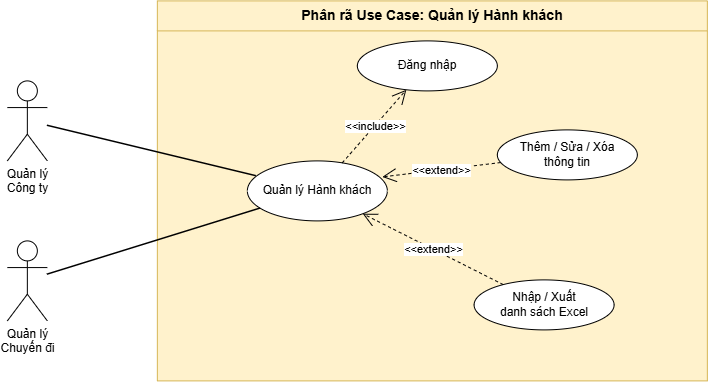 Phân rã Use Case: Quản lý Hành khách
Đăng nhập
<<include>>
Thêm / Sửa / Xóa
thông tin
<<extend>>
Quản lý
Công ty
Quản lý Hành khách
<<extend>>
Quản lý
Chuyến đi
Nhập / Xuất
danh sách Excel